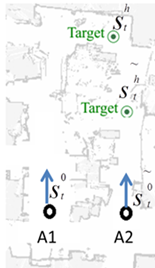 S_t^h
Target
~
S_t^h
Target
S_t^0
~
S_t^0
A1 A2